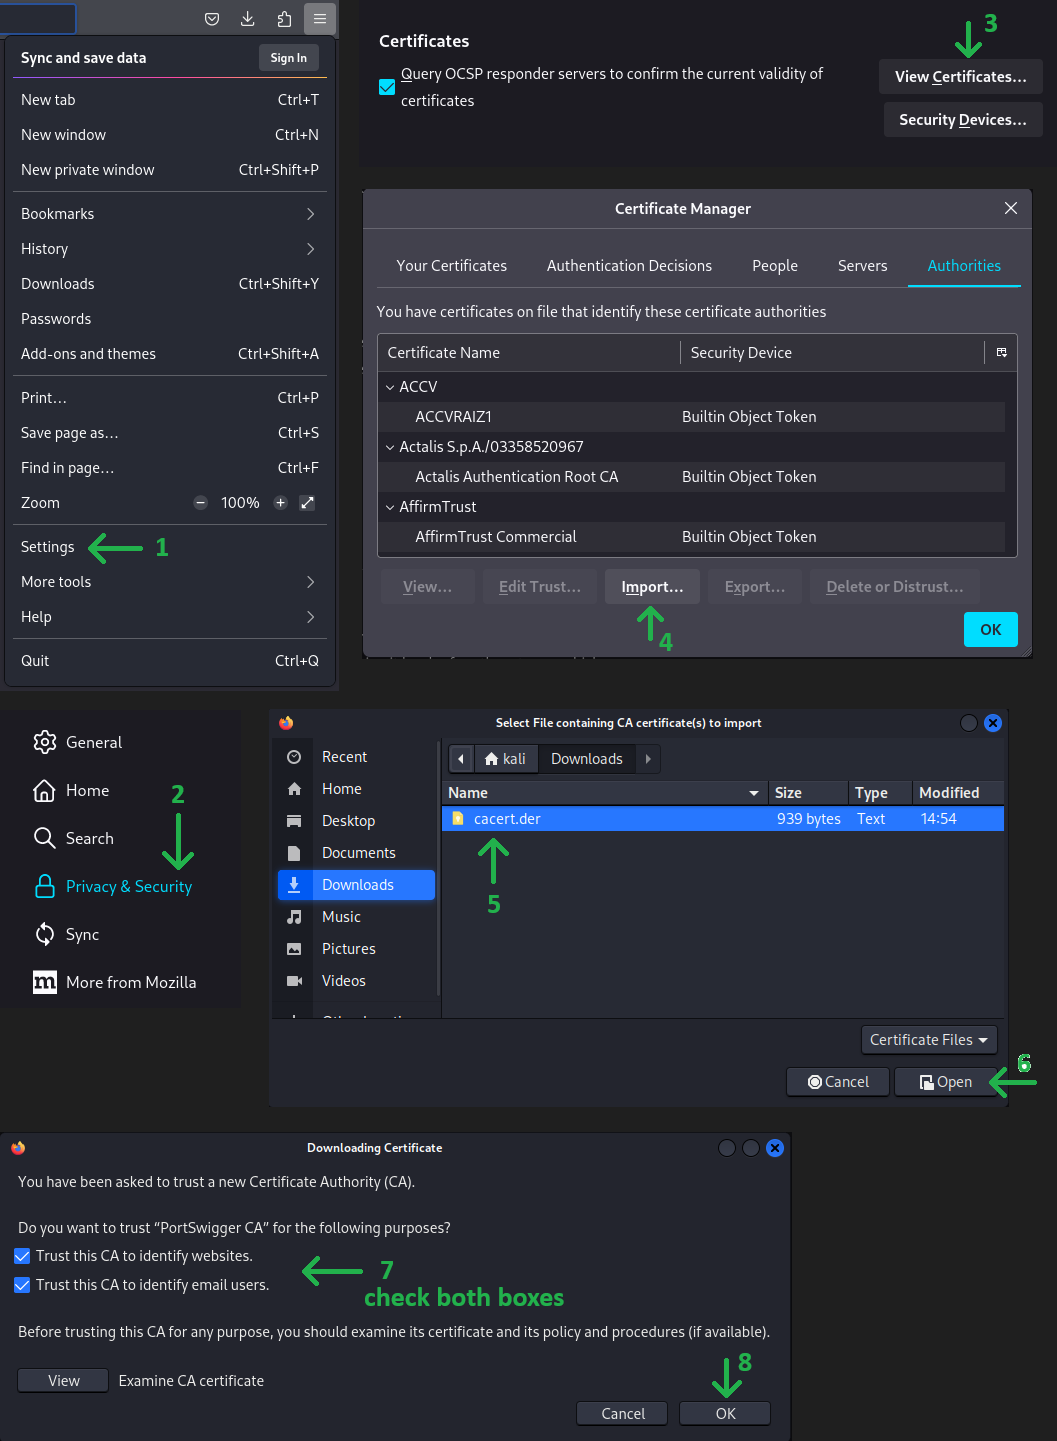 Sync and save data Sign In
New tab Ctrl+T
New window Ctrl+N
New private window Ctrl+Shift+P
Bookmarks
History
Downloads Ctrl+Shift+Y
Passwords
Add-ons and themes Ctrl+Shift+A
Print… Ctrl+P
Save page as… Ctrl+S
Find in page… Ctrl+F
Zoom 100%
Settings 1
More tools
Help
Quit Ctrl+Q
3
Certificates
Query OCSP responder servers to confirm the current validity of
certificates
View Certificates…
Security Devices…
Certificate Manager
Your Certificates Authentication Decisions People Servers Authorities
You have certificates on file that identify these certificate authorities
Certificate Name Security Device
ACCV
ACCVRAIZ1 Builtin Object Token
Actalis S.p.A./03358520967
Actalis Authentication Root CA Builtin Object Token
AffirmTrust
AffirmTrust Commercial Builtin Object Token
View… Edit Trust… Import… Export… Delete or Distrust…
4
OK
General
Home
2
Search
Privacy & Security
Sync
m More from Mozilla
Select File containing CA certificate(s) to import
Recent
Home
Desktop
Documents
Downloads
Music
Pictures
Videos
kali Downloads
Name Size Type Modified
cacert.der 939 bytes Text 14:54
5
Certificate Files
6
Cancel Open
Downloading Certificate
You have been asked to trust a new Certificate Authority (CA).
Do you want to trust “PortSwigger CA” for the following purposes?
Trust this CA to identify websites.
Trust this CA to identify email users.
7
check both boxes
Before trusting this CA for any purpose, you should examine its certificate and its policy and procedures (if available).
View Examine CA certificate
8
Cancel OK